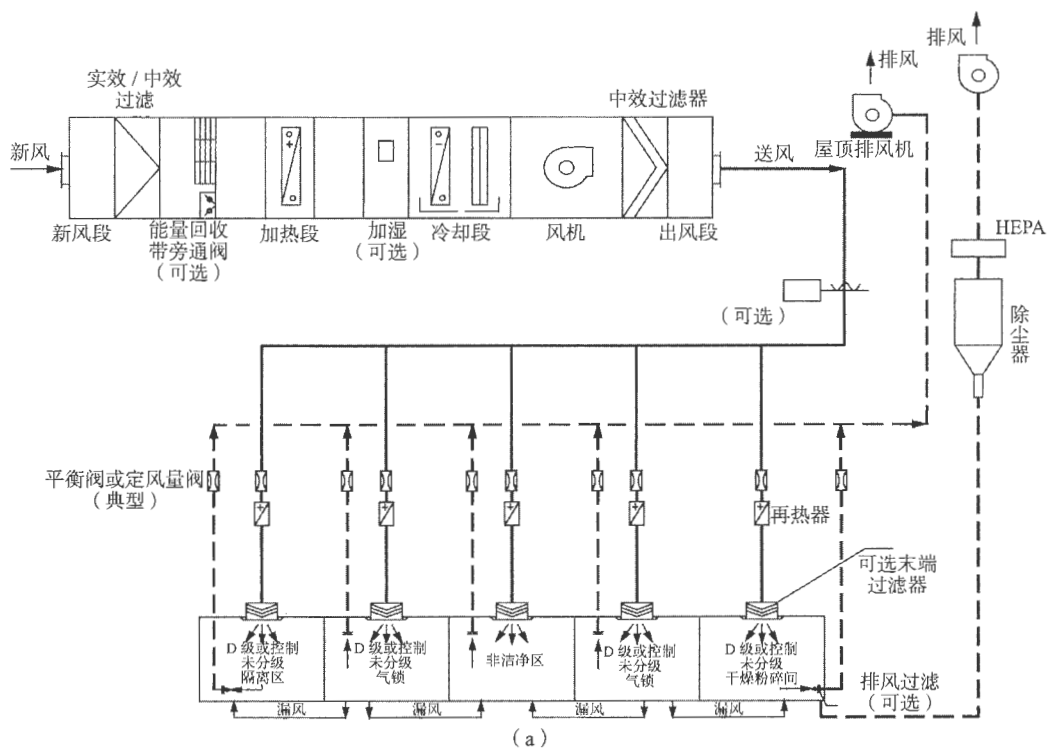 排风
排风
实效 / 中效
过滤
中效过滤器
新风
送风
屋顶排风机
新风段
能量回收
带旁通阀
（可选）
加热段
加湿
（可选）
冷却段
风机
出风段
HEPA
（可选）
除尘器
平衡阀或定风量阀
（典型）
再热器
可选末端
过滤器
D 级或控制
未分级
隔离区
D 级或控制
未分级
气锁
非洁净区
D 级或控制
未分级
气锁
D 级或控制
未分级
干燥粉碎间
排风过滤
（可选）
漏风
漏风
漏风
漏风
（a）